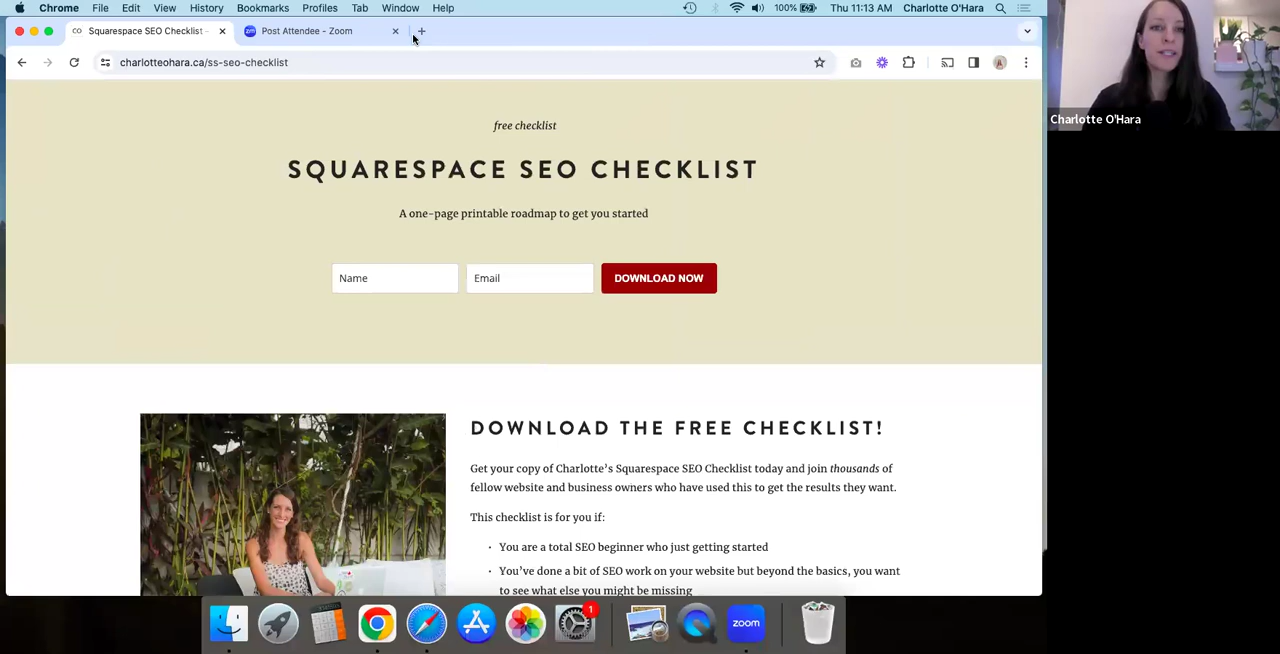 Chrome File Edit View History Bookmarks Profiles Tab Window Help 100% Thu 11:13 AM Charlotte O'Hara
CO Squarespace SEO Checklist - zm Post Attendee - Zoom
charlotteohara.ca/ss-seo-checklist
Charlotte O'Hara
free checklist
SQUARESPACE SEO CHECKLIST
A one-page printable roadmap to get you started
Name Email DOWNLOAD NOW
DOWNLOAD THE FREE CHECKLIST!
Get your copy of Charlotte's Squarespace SEO Checklist today and join thousands of
fellow website and business owners who have used this to get the results they want.
This checklist is for you if:
· You are a total SEO beginner who just getting started
· You've done a bit of SEO work on your website but beyond the basics, you want
to see what else you might be missing
1
zoom